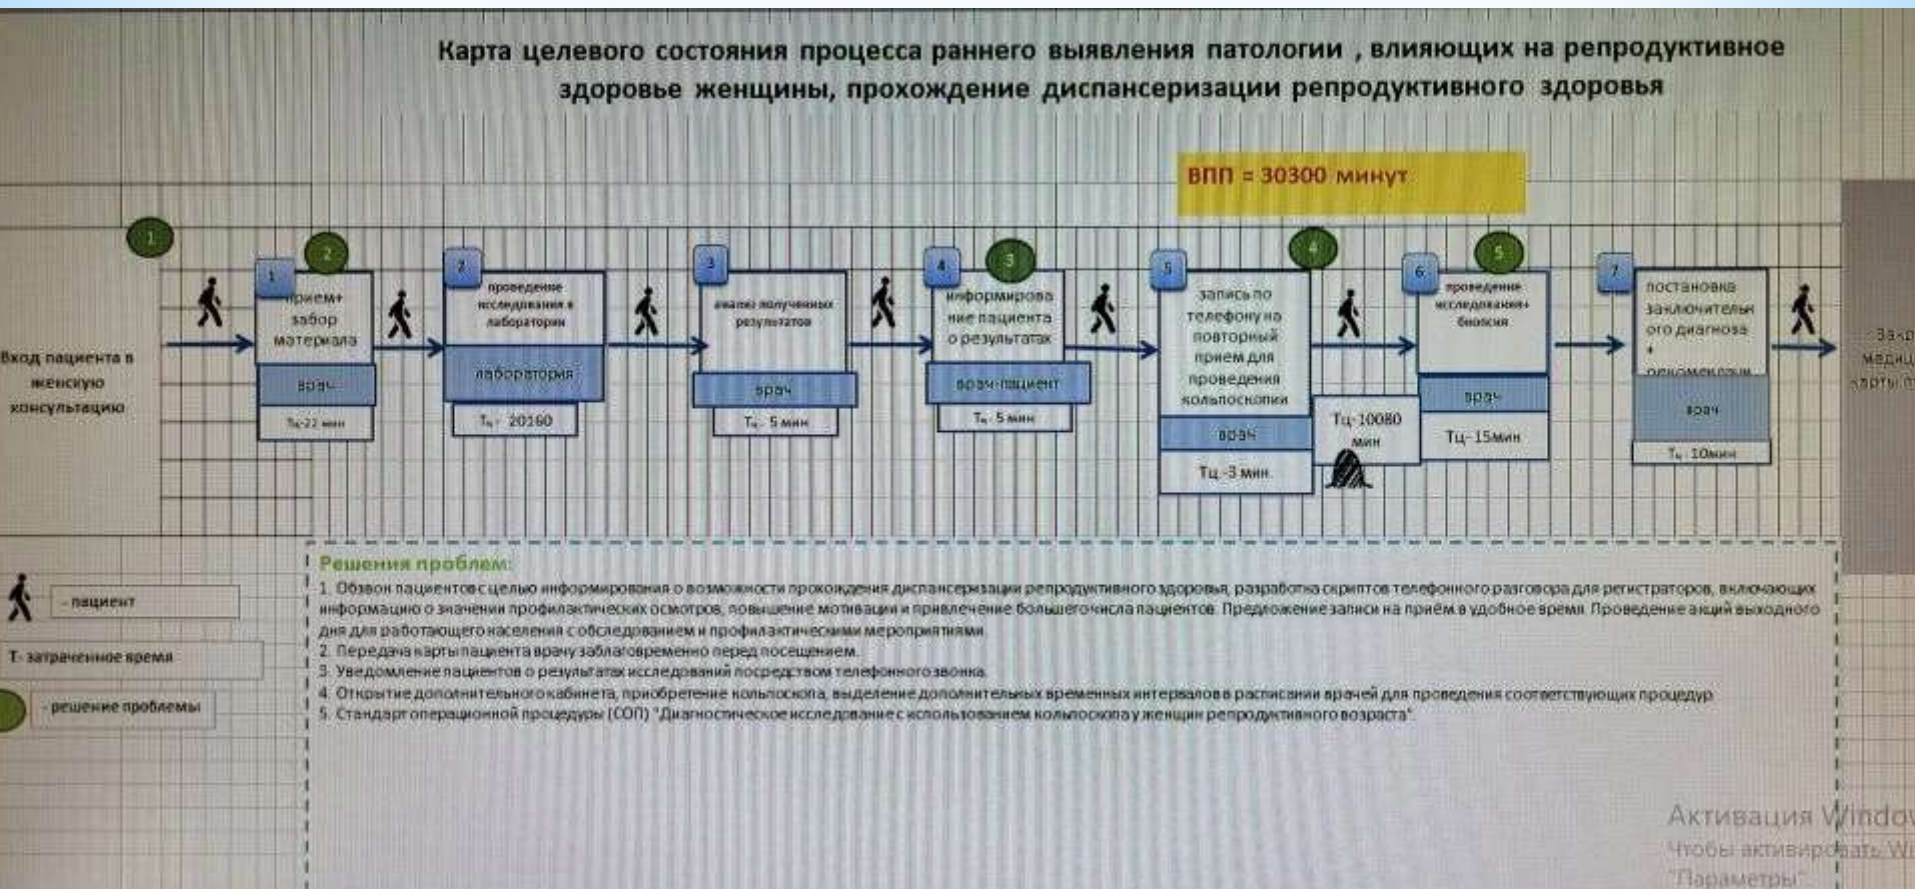 Карта целевого состояния процесса раннего выявления патологии , влияющих на репродуктивное
здоровье женщины, прохождение диспансеризации репродуктивного здоровья
ВПП = 30300 минут
1
Вход пациента в
женскую
консультацию
1
2
прием+
забор
материала
врач
Тц-22 мин
2
проведение
исследования в
лаборатории
лаборатория
Тц - 20160
3
анализ полученных
результатов
врач
Тц - 5 мин
4
3
информирова
ние пациента
о результатах
врач-пациент
Тц - 5 мин
5
запись по
телефону на
повторный
прием для
проведения
кольпоскопии
врач
Тц.-3 мин.
4
Тц-10080
мин
6
5
проведение
исследования+
биопсия
врач
Тц- 15мин
7
постановка
заключительн
ого диагноза
+
врач
Тц - 10мин
- пациент
Т- затраченное время
- решение проблемы
Решения проблем:
1. Обзвон пациентов с целью информирования о возможности прохождения диспансеризации репродуктивного здоровья, разработка скриптов телефонного разговора для регистраторов, включающих
информацию о значении профилактических осмотров, повышение мотивации и привлечение большего числа пациентов. Предложение записи на приём в удобное время. Проведение акций выходного
дня для работающего населения с обследованием и профилактическими мероприятиями.
2. Передача карты пациента врачу заблаговременно перед посещением.
3. Уведомление пациентов о результатах исследований посредством телефонного звонка.
4. Открытие дополнительного кабинета, приобретение кольпоскопа, выделение дополнительных временных интервалов в расписании врачей для проведения соответствующих процедур
5. Стандарт операционной процедуры (СОП) "Диагностическое исследование с использованием кольпоскопа у женщин репродуктивного возраста".
Активация Window
Чтобы активировать Wi
"Параметры".